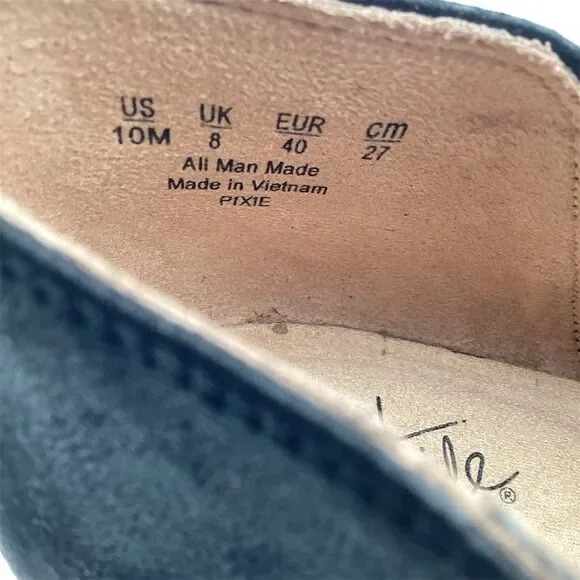 US UK EUR cm
10M 8 40 27
All Man Made
Made in Vietnam
PIXIE
®